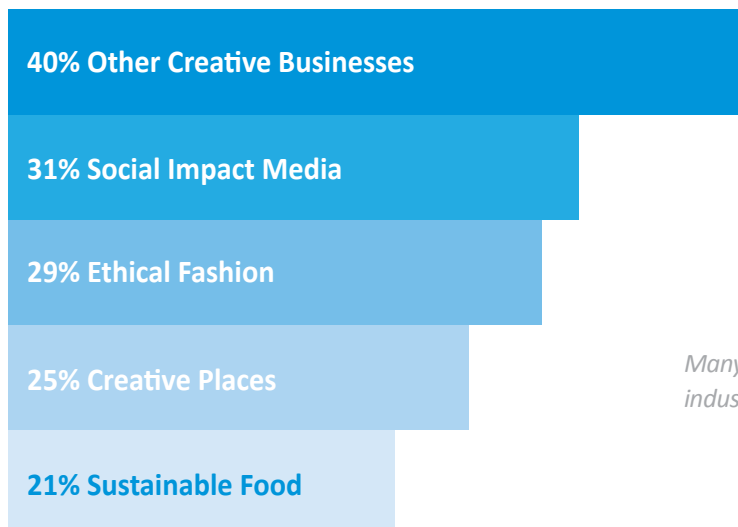 40% Other Creative Businesses
31% Social Impact Media
29% Ethical Fashion
25% Creative Places
Many
indus
21% Sustainable Food